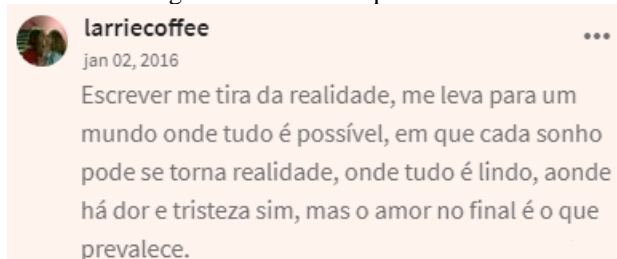 larriecoffee
jan 02, 2016
Escrever me tira da realidade, me leva para um
mundo onde tudo é possível, em que cada sonho
pode se torna realidade, onde tudo é lindo, aonde
há dor e tristeza sim, mas o amor no final é o que
prevalece.